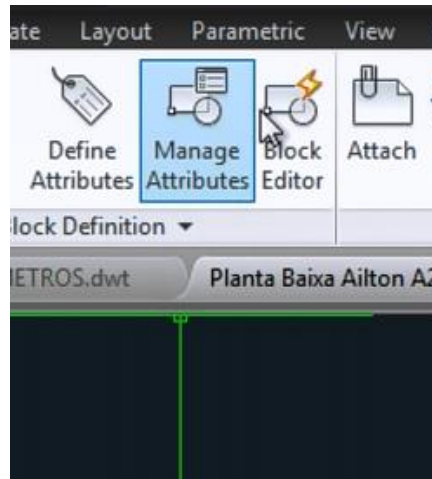 ate Layout Parametric View
Define Attributes
Manage Attributes
Block Editor
Attach
lock Definition
IETROS.dwt Planta Baixa Ailton A2